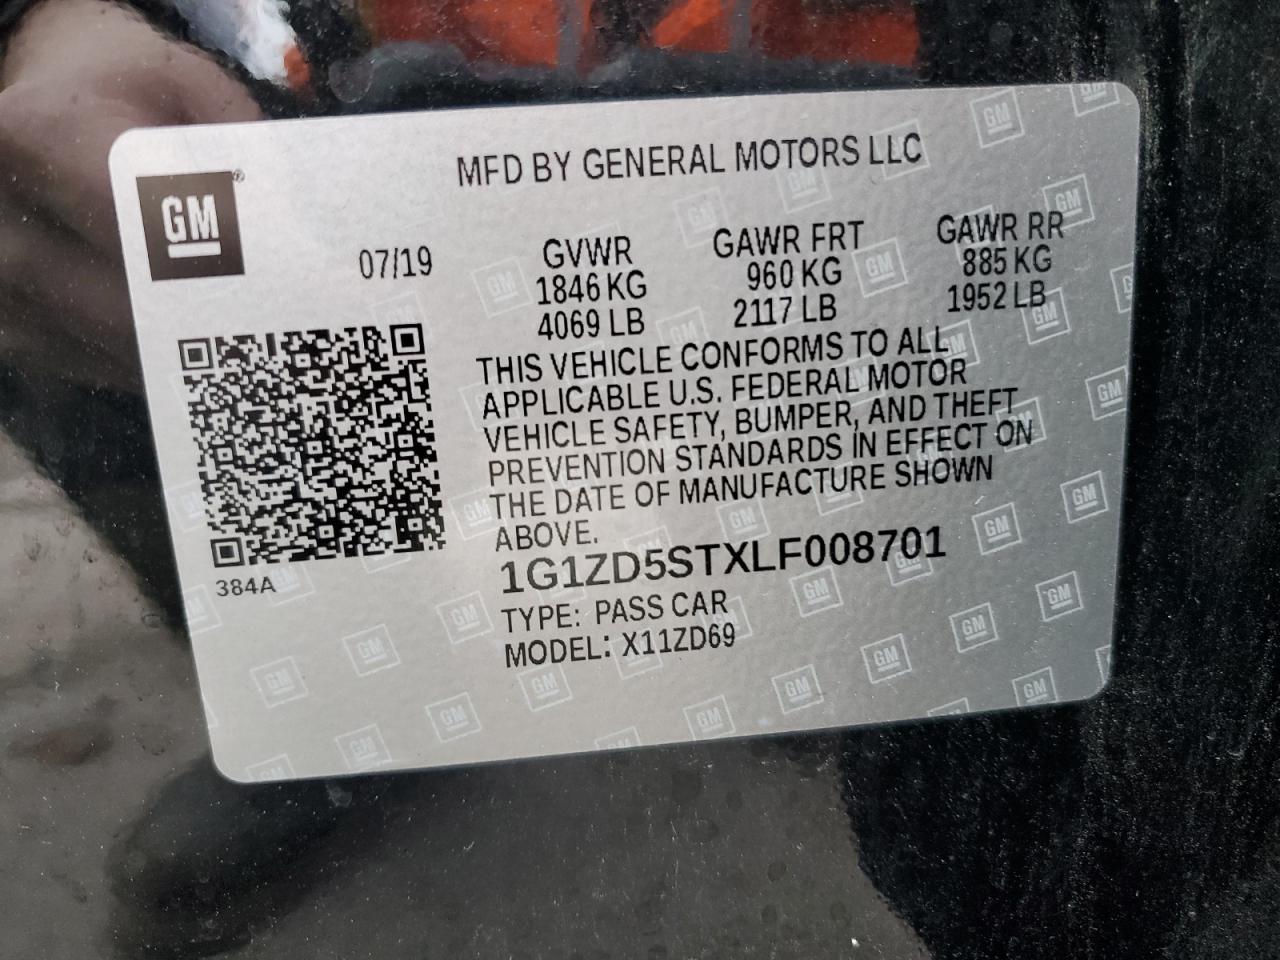 MFD BY GENERAL MOTORS LLC
GM®
07/19
GVWR GAWR FRT GAWR RR
1846 KG 960 KG 885 KG
4069 LB 2117 LB 1952 LB
THIS VEHICLE CONFORMS TO ALL
APPLICABLE U.S. FEDERAL MOTOR
VEHICLE SAFETY, BUMPER, AND THEFT
PREVENTION STANDARDS IN EFFECT ON
THE DATE OF MANUFACTURE SHOWN
ABOVE.
384A
1G1ZD5STXLF008701
TYPE: PASS CAR
MODEL: X11ZD69